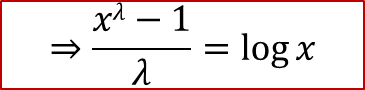 ⇒ (x^λ − 1)/λ = log x